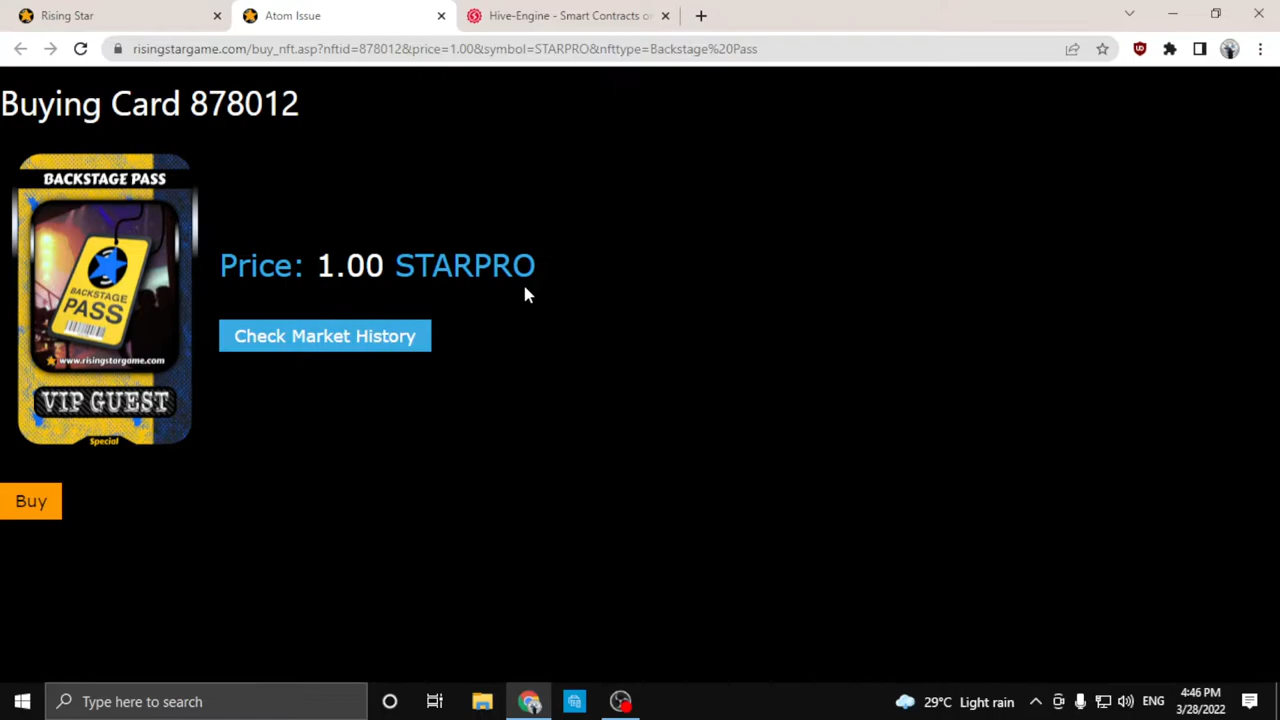 Rising Star
Atom Issue
Hive-Engine - Smart Contracts o
risingstargame.com/buy_nft.asp?nftid=878012&price=1.00&symbol=STARPRO&nfttype=Backstage%20Pass
Buying Card 878012
BACKSTAGE PASS
BACKSTAGE
PASS
www.risingstargame.com
VIP GUEST
Special
Price: 1.00 STARPRO
Check Market History
Buy
Type here to search
29°C Light rain
ENG
4:46 PM
3/28/2022